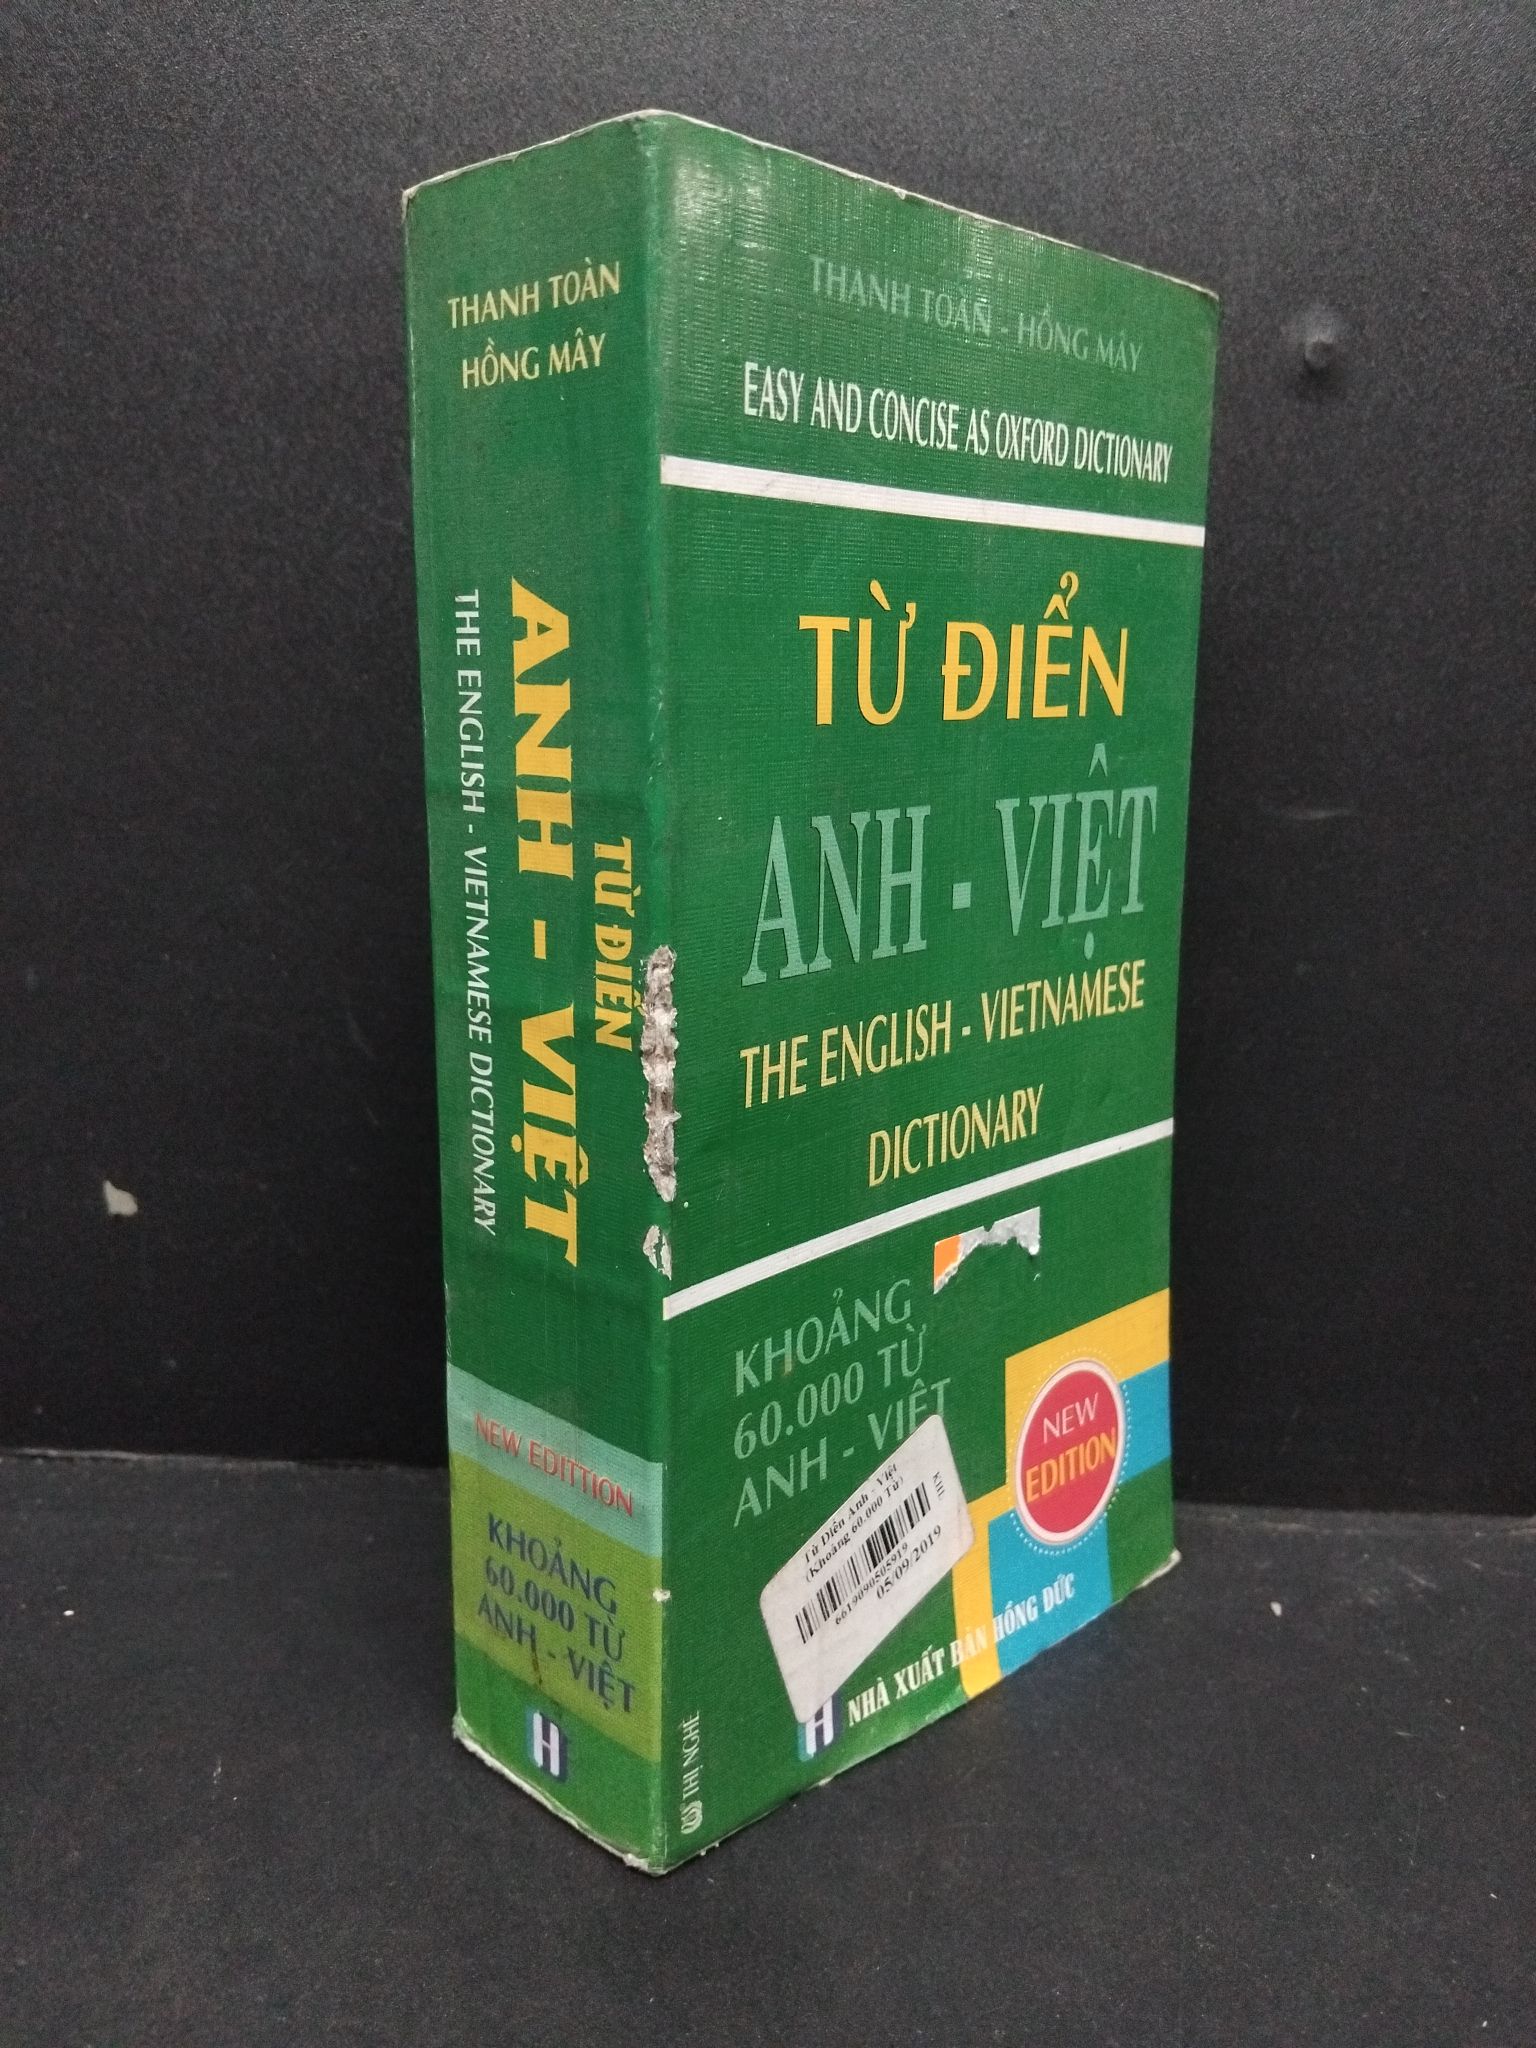 THANH TOÀN
HỒNG MÂY
TỪ ĐIỂN
ANH - VIỆT
THE ENGLISH - VIETNAMESE DICTIONARY
NEW EDITTION
KHOẢNG
60.000 TỪ
ANH - VIỆT
H
THANH TOÀN - HỒNG MÂY
EASY AND CONCISE AS OXFORD DICTIONARY
TỪ ĐIỂN
ANH - VIỆT
THE ENGLISH - VIETNAMESE
DICTIONARY
KHOẢNG
60.000 TỪ
ANH - VIỆT
NEW
EDITION
Từ Điển Anh - Việt
(Khoảng 60.000 Từ)
6619090505919
05/09/2019
H NHÀ XUẤT BẢN HỒNG ĐỨC
THỊ NGHÈ